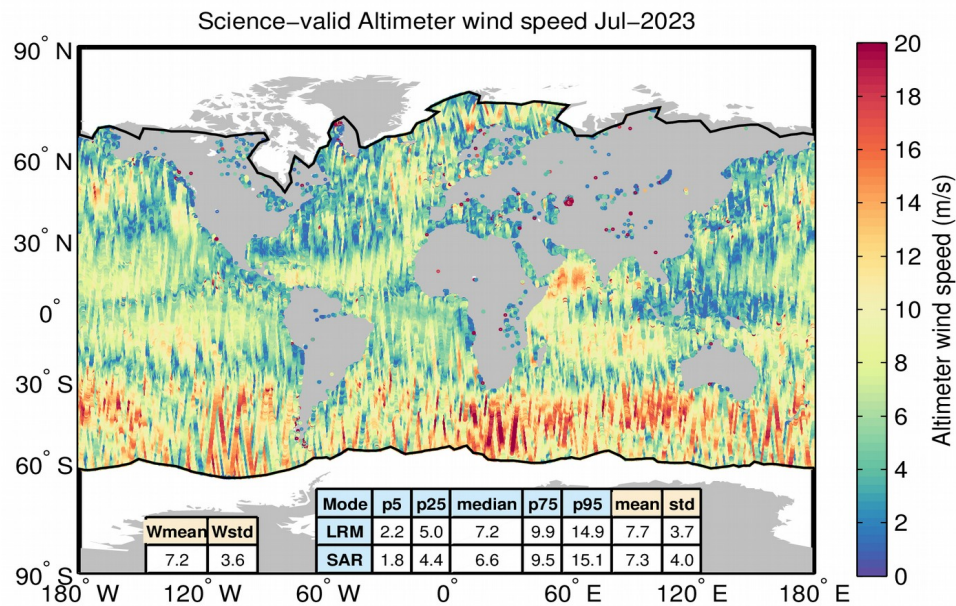 Science-valid Altimeter wind speed Jul-2023
90° N
60° N
30° N
0°
30° S
60° S
90° S
180° W
120° W
60° W
0°
60° E
120° E
180° E
20
18
16
14
12
10
8
6
4
2
0
Altimeter wind speed (m/s)
Wmean Wstd
7.2 3.6
Mode p5 p25 median p75 p95 mean std
LRM 2.2 5.0 7.2 9.9 14.9 7.7 3.7
SAR 1.8 4.4 6.6 9.5 15.1 7.3 4.0